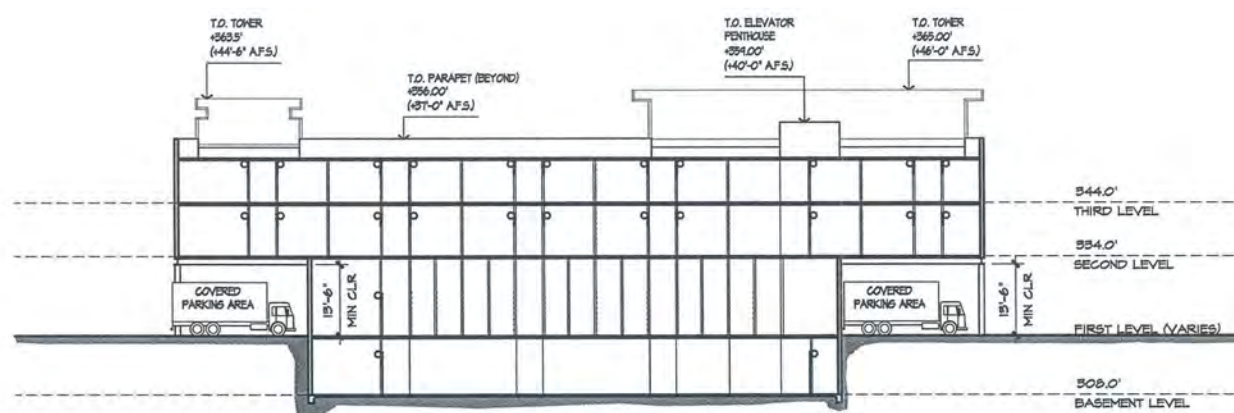 T.O. TOWER
+363.5'
(+44'-6" A.F.S.)
T.O. PARAPET (BEYOND)
+356.00'
(+37'-0" A.F.S.)
T.O. ELEVATOR
PENTHOUSE
+359.00'
(+40'-0" A.F.S.)
T.O. TOWER
+365.00'
(+46'-0" A.F.S.)
344.0'
THIRD LEVEL
334.0'
SECOND LEVEL
COVERED
PARKING AREA
13'-6"
MIN CLR
COVERED
PARKING AREA
13'-6"
MIN CLR
FIRST LEVEL (VARIES)
308.0'
BASEMENT LEVEL